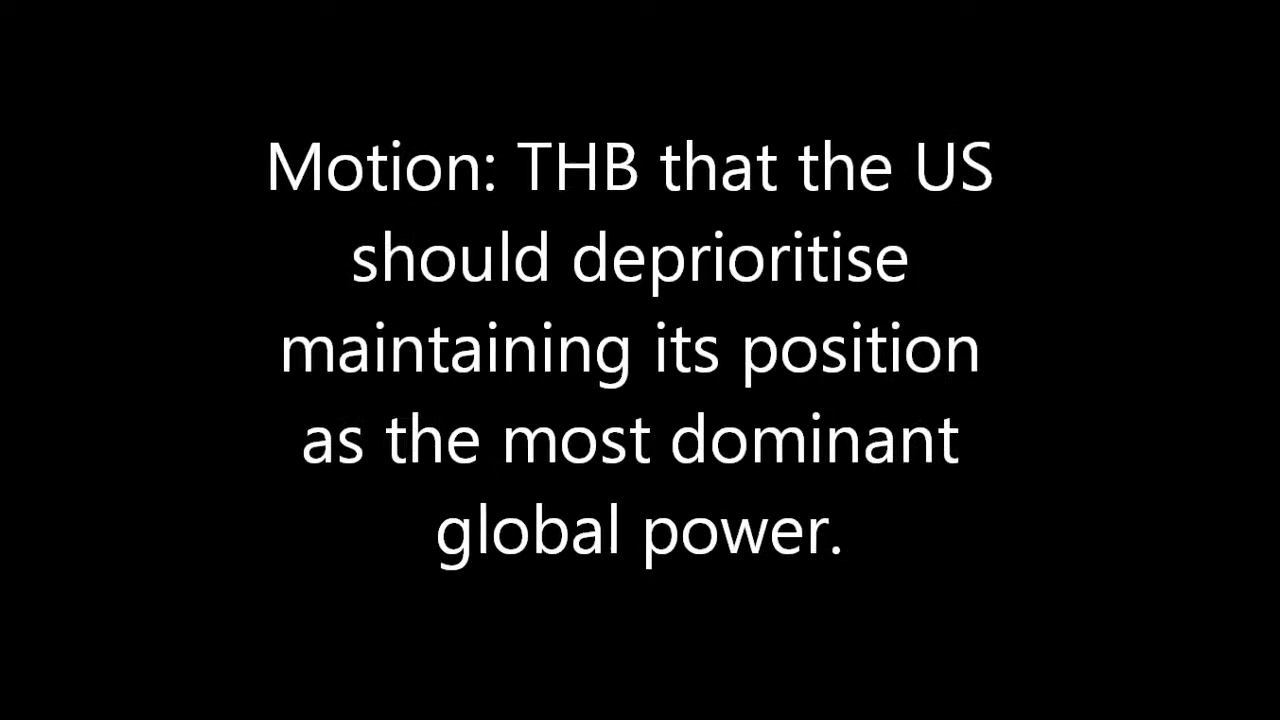 Motion: THB that the US
should deprioritise
maintaining its position
as the most dominant
global power.